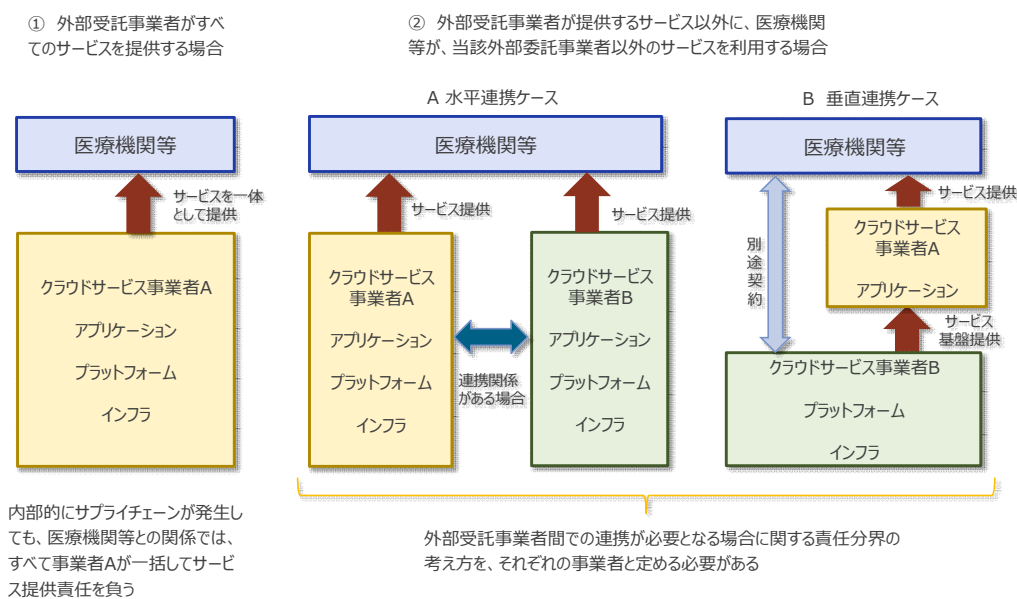 ① 外部受託事業者がすべ
てのサービスを提供する場合
② 外部受託事業者が提供するサービス以外に、医療機関
等が、当該外部委託事業者以外のサービスを利用する場合
A 水平連携ケース
B 垂直連携ケース
医療機関等
サービスを一体
として提供
クラウドサービス事業者A
アプリケーション
プラットフォーム
インフラ
内部的にサプライチェーンが発生し
ても、医療機関等との関係では、
すべて事業者Aが一括してサービ
ス提供責任を負う
医療機関等
サービス提供
サービス提供
クラウドサービス
事業者A
アプリケーション
プラットフォーム
インフラ
連携関係
がある場合
クラウドサービス
事業者B
アプリケーション
プラットフォーム
インフラ
医療機関等
サービス提供
別途契約
クラウドサービス
事業者A
アプリケーション
サービス
基盤提供
クラウドサービス事業者B
プラットフォーム
インフラ
外部受託事業者間での連携が必要となる場合に関する責任分界の
考え方を、それぞれの事業者と定める必要がある